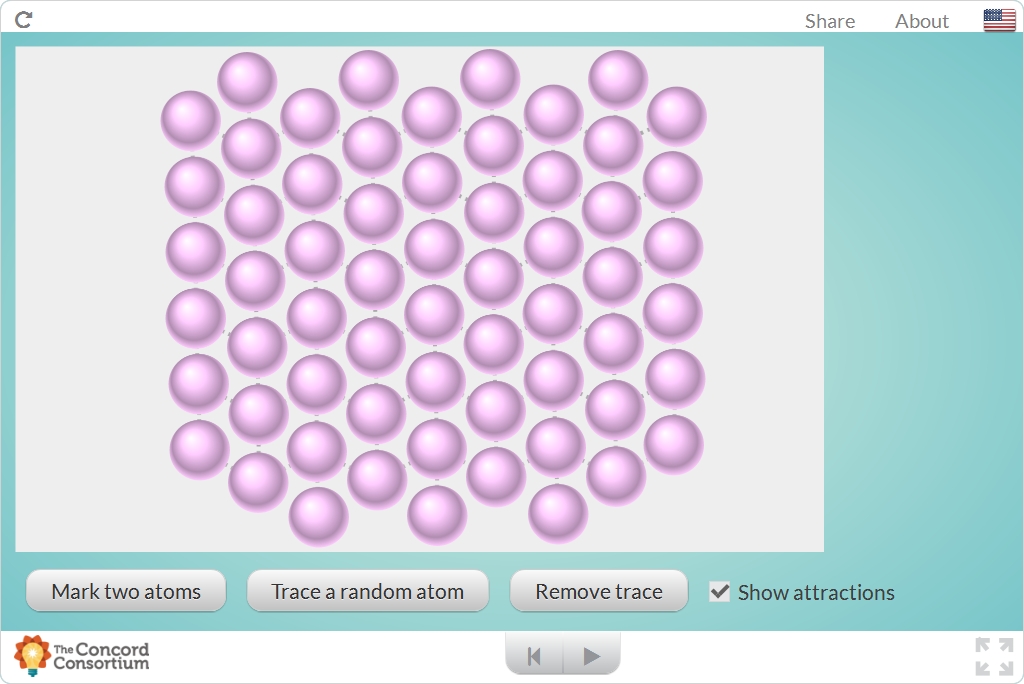 Share About
Mark two atoms Trace a random atom Remove trace Show attractions
The Concord
Consortium